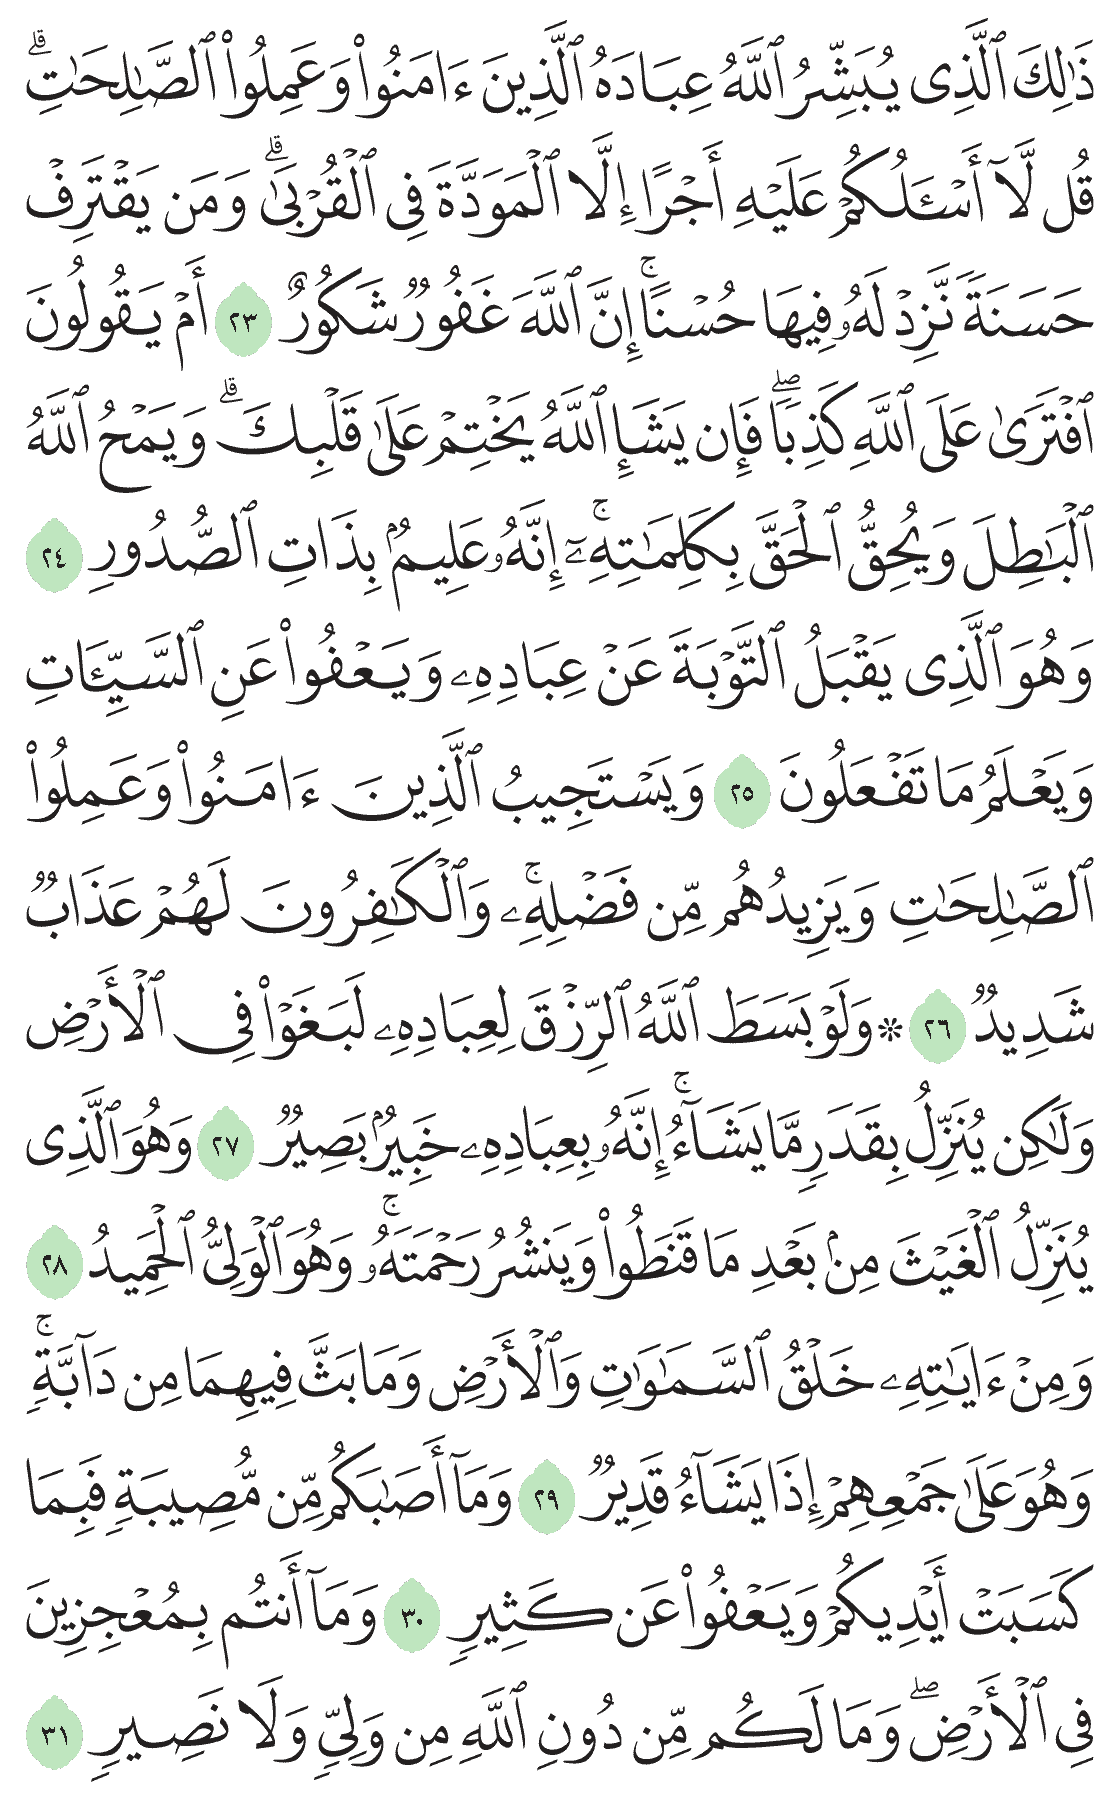 ذَٰلِكَ ٱلَّذِى يُبَشِّرُ ٱللَّهُ عِبَادَهُ ٱلَّذِينَ ءَامَنُوا۟ وَعَمِلُوا۟ ٱلصَّـٰلِحَـٰتِ ۗ
قُل لَّآ أَسْـَٔلُكُمْ عَلَيْهِ أَجْرًا إِلَّا ٱلْمَوَدَّةَ فِى ٱلْقُرْبَىٰ ۗ وَمَن يَقْتَرِفْ
حَسَنَةً نَّزِدْ لَهُۥ فِيهَا حُسْنًا ۚ إِنَّ ٱللَّهَ غَفُورٌ شَكُورٌ ٢٣ أَمْ يَقُولُونَ
ٱفْتَرَىٰ عَلَى ٱللَّهِ كَذِبًا ۖ فَإِن يَشَإِ ٱللَّهُ يَخْتِمْ عَلَىٰ قَلْبِكَ ۗ وَيَمْحُ ٱللَّهُ
ٱلْبَـٰطِلَ وَيُحِقُّ ٱلْحَقَّ بِكَلِمَـٰتِهِۦٓ ۚ إِنَّهُۥ عَلِيمٌۢ بِذَاتِ ٱلصُّدُورِ ٢٤
وَهُوَ ٱلَّذِى يَقْبَلُ ٱلتَّوْبَةَ عَنْ عِبَادِهِۦ وَيَعْفُوا۟ عَنِ ٱلسَّيِّـَٔاتِ
وَيَعْلَمُ مَا تَفْعَلُونَ ٢٥ وَيَسْتَجِيبُ ٱلَّذِينَ ءَامَنُوا۟ وَعَمِلُوا۟
ٱلصَّـٰلِحَـٰتِ وَيَزِيدُهُم مِّن فَضْلِهِۦ ۚ وَٱلْكَـٰفِرُونَ لَهُمْ عَذَابٌ
شَدِيدٌ ٢٦ ۞ وَلَوْ بَسَطَ ٱللَّهُ ٱلرِّزْقَ لِعِبَادِهِۦ لَبَغَوْا۟ فِى ٱلْأَرْضِ
وَلَـٰكِن يُنَزِّلُ بِقَدَرٍ مَّا يَشَآءُ ۚ إِنَّهُۥ بِعِبَادِهِۦ خَبِيرٌۢ بَصِيرٌ ٢٧ وَهُوَ ٱلَّذِى
يُنَزِّلُ ٱلْغَيْثَ مِنۢ بَعْدِ مَا قَنَطُوا۟ وَيَنشُرُ رَحْمَتَهُۥ ۚ وَهُوَ ٱلْوَلِىُّ ٱلْحَمِيدُ ٢٨
وَمِنْ ءَايَـٰتِهِۦ خَلْقُ ٱلسَّمَـٰوَٰتِ وَٱلْأَرْضِ وَمَا بَثَّ فِيهِمَا مِن دَآبَّةٍ ۚ
وَهُوَ عَلَىٰ جَمْعِهِمْ إِذَا يَشَآءُ قَدِيرٌ ٢٩ وَمَآ أَصَـٰبَكُم مِّن مُّصِيبَةٍ فَبِمَا
كَسَبَتْ أَيْدِيكُمْ وَيَعْفُوا۟ عَن كَثِيرٍ ٣٠ وَمَآ أَنتُم بِمُعْجِزِينَ
فِى ٱلْأَرْضِ ۖ وَمَا لَكُم مِّن دُونِ ٱللَّهِ مِن وَلِىٍّ وَلَا نَصِيرٍ ٣١